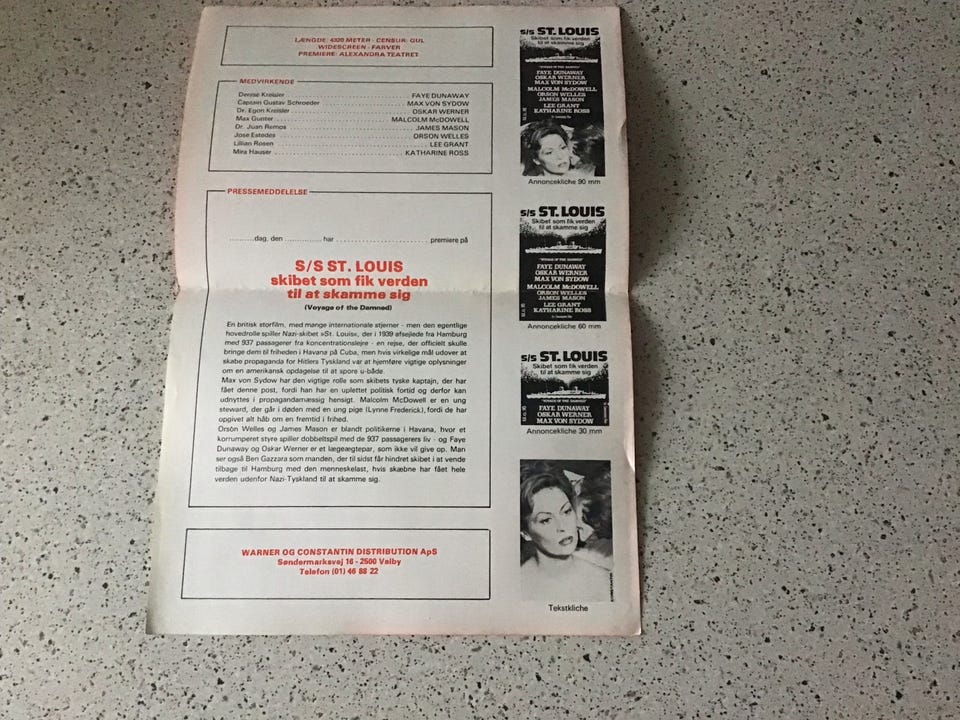 LÆNGDE: 4320 METER - CENSUR: GUL
WIDESCREEN - FARVER
PREMIERE: ALEXANDRA TEATRET
MEDVIRKENDE
Denise Kreisler FAYE DUNAWAY
Captain Gustav Schroeder MAX VON SYDOW
Dr. Egon Kreisler OSKAR WERNER
Max Gunter MALCOLM McDOWELL
Dr. Juan Remos JAMES MASON
Jose Estedes ORSON WELLES
Lillian Rosen LEE GRANT
Mira Hauser KATHARINE ROSS
PRESSEMEDDELELSE
..........dag, den .............. har ........................... premiere på
S/S ST. LOUIS
skibet som fik verden
til at skamme sig
(Voyage of the Damned)
En britisk storfilm, med mange internationale stjerner - men den egentlige
hovedrolle spiller Nazi-skibet »St. Louis«, der i 1939 afsejlede fra Hamburg
med 937 passagerer fra koncentrationslejre - en rejse, der officielt skulle
bringe dem til friheden i Havana på Cuba, men hvis virkelige mål udover at
skabe propaganda for Hitlers Tyskland var at hjemføre vigtige oplysninger
om en amerikansk opdagelse til at spore u-både.
Max von Sydow har den vigtige rolle som skibets tyske kaptajn, der har
fået denne post, fordi han har en uplettet politisk fortid og derfor kan
udnyttes i propagandamæssig hensigt. Malcolm McDowell er en ung
steward, der går i døden med en ung pige (Lynne Frederick), fordi de har
opgivet alt håb om en fremtid i frihed.
Orson Welles og James Mason er blandt politikerne i Havana, hvor et
korrumperet styre spiller dobbeltspil med de 937 passagerers liv - og Faye
Dunaway og Oskar Werner er et lægeægtepar, som ikke vil give op. Man
ser også Ben Gazzara som manden, der til sidst får hindret skibet i at vende
tilbage til Hamburg med den menneskelast, hvis skæbne har fået hele
verden udenfor Nazi-Tyskland til at skamme sig.
WARNER OG CONSTANTIN DISTRIBUTION ApS
Søndermarksvej 16 - 2500 Valby
Telefon (01) 46 88 22
S/S ST. LOUIS
Skibet som fik verden
til at skamme sig
"VOYAGE OF THE DAMNED"
FAYE DUNAWAY
OSKAR WERNER
MAX VON SYDOW
MALCOLM McDOWELL
ORSON WELLES
JAMES MASON
LEE GRANT
KATHARINE ROSS
Annoncekliche 90 mm
S/S ST. LOUIS
Skibet som fik verden
til at skamme sig
"VOYAGE OF THE DAMNED"
FAYE DUNAWAY
OSKAR WERNER
MAX VON SYDOW
MALCOLM McDOWELL
ORSON WELLES
JAMES MASON
LEE GRANT
KATHARINE ROSS
Annoncekliche 60 mm
S/S ST. LOUIS
Skibet som fik verden
til at skamme sig
"VOYAGE OF THE DAMNED"
FAYE DUNAWAY
OSKAR WERNER
MAX VON SYDOW
Annoncekliche 30 mm
Tekstkliche